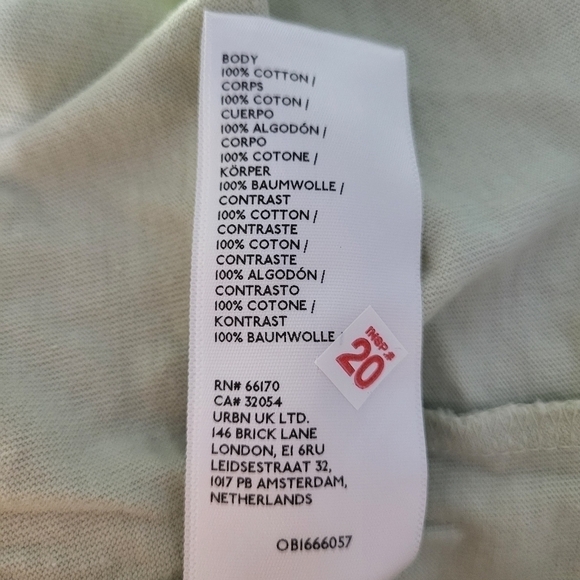 BODY
100% COTTON /
CORPS
100% COTON /
CUERPO
100% ALGODÓN /
CORPO
100% COTONE /
KÖRPER
100% BAUMWOLLE /
CONTRAST
100% COTTON /
CONTRASTE
100% COTON /
CONTRASTE
100% ALGODÓN /
CONTRASTO
100% COTONE /
KONTRAST
100% BAUMWOLLE /
INSP #
20
RN# 66170
CA# 32054
URBN UK LTD.
146 BRICK LANE
LONDON, E1 6RU
LEIDSESTRAAT 32,
1017 PB AMSTERDAM,
NETHERLANDS
OB1666057